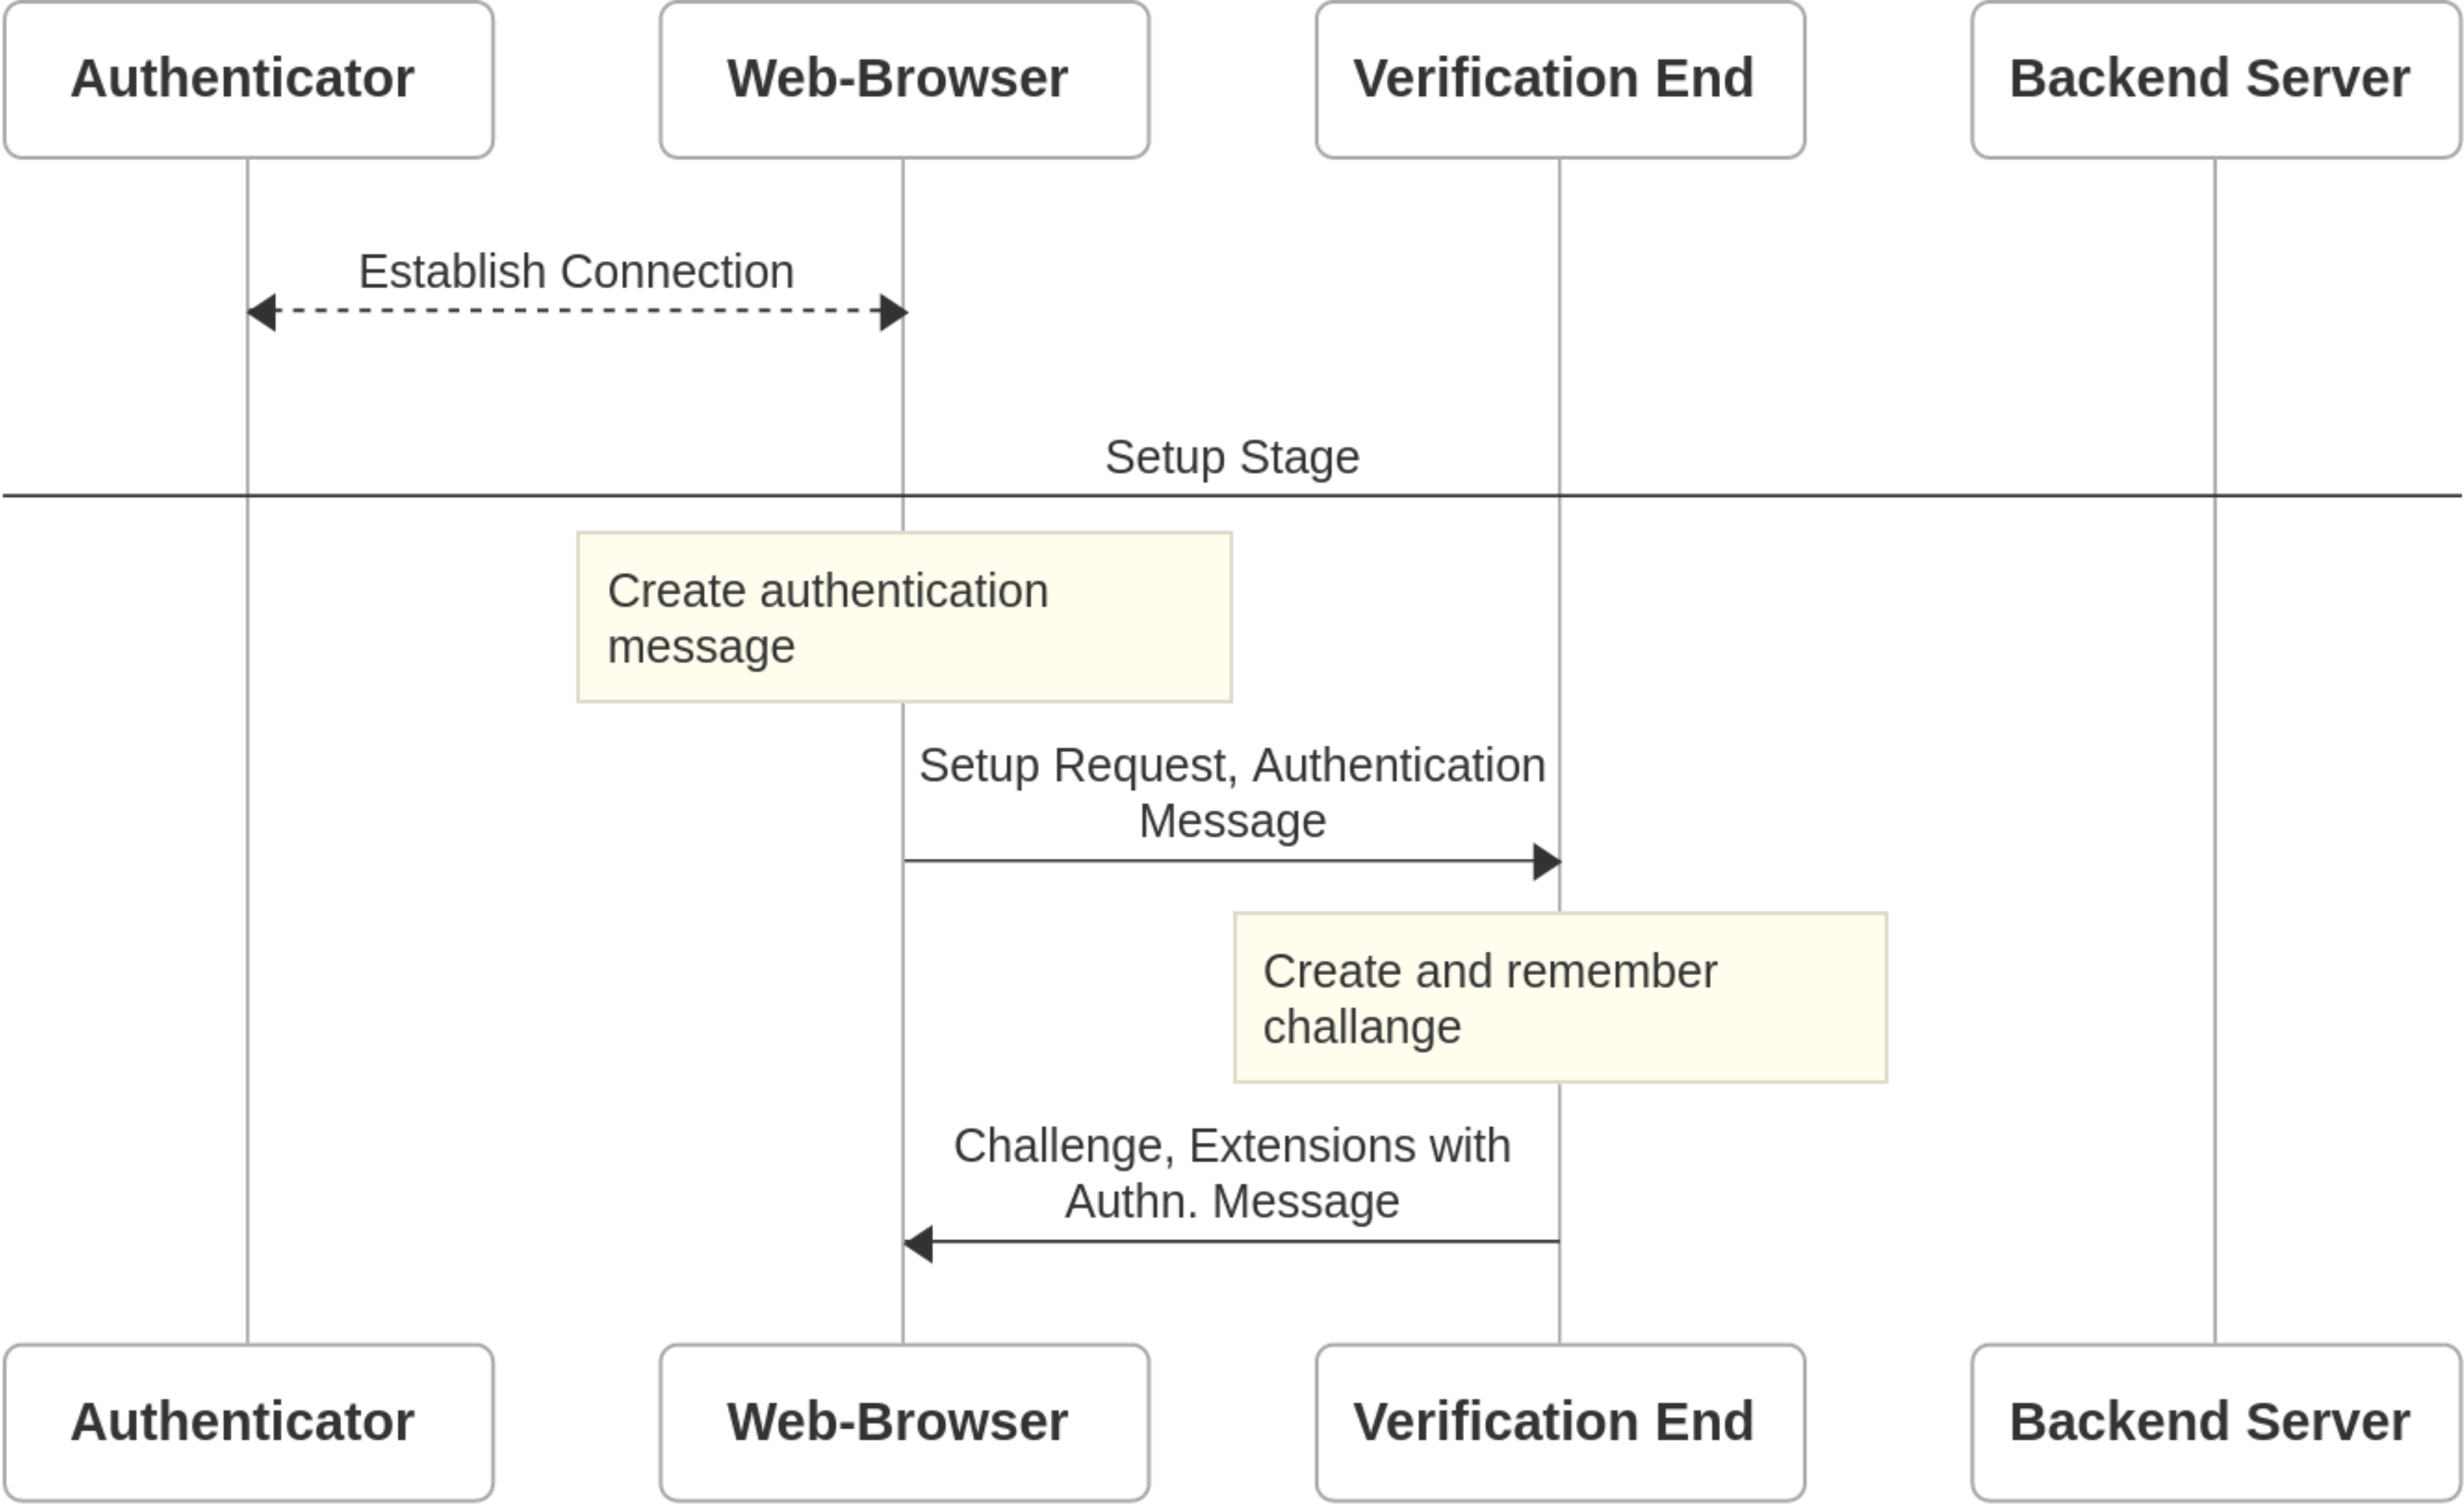 Authenticator
Web-Browser
Verification End
Backend Server
Establish Connection
Setup Stage
Create authentication
message
Setup Request, Authentication
Message
Create and remember
challange
Challenge, Extensions with
Authn. Message
Authenticator
Web-Browser
Verification End
Backend Server